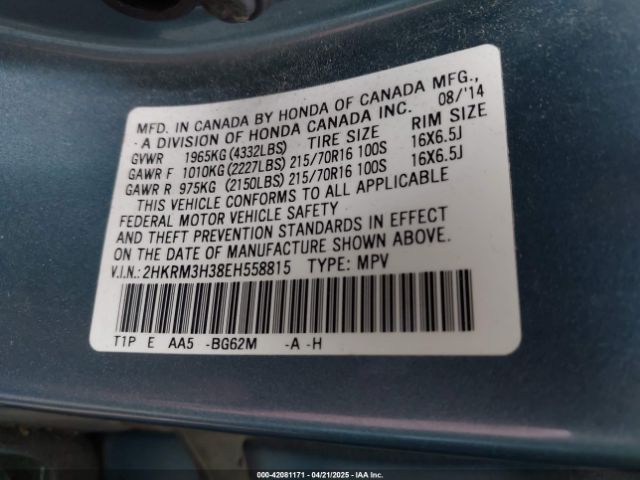 MFD. IN CANADA BY HONDA OF CANADA MFG.,
-A DIVISION OF HONDA CANADA INC. 08/'14
GVWR 1965KG(4332LBS) TIRE SIZE RIM SIZE
GAWR F 1010KG(2227LBS)215/70R16 100S 16X6.5J
GAWR R 975KG (2150LBS)215/70R16 100S 16X6.5J
THIS VEHICLE CONFORMS TO ALL APPLICABLE
FEDERAL MOTOR VEHICLE SAFETY
AND THEFT PREVENTION STANDARDS IN EFFECT
ON THE DATE OF MANUFACTURE SHOWN ABOVE.
V.I.N.:2HKRM3H38EH558815 TYPE: MPV
T1P E AA5 -BG62M -A -H
000-42081171 - 04/21/2025 - IAA Inc.